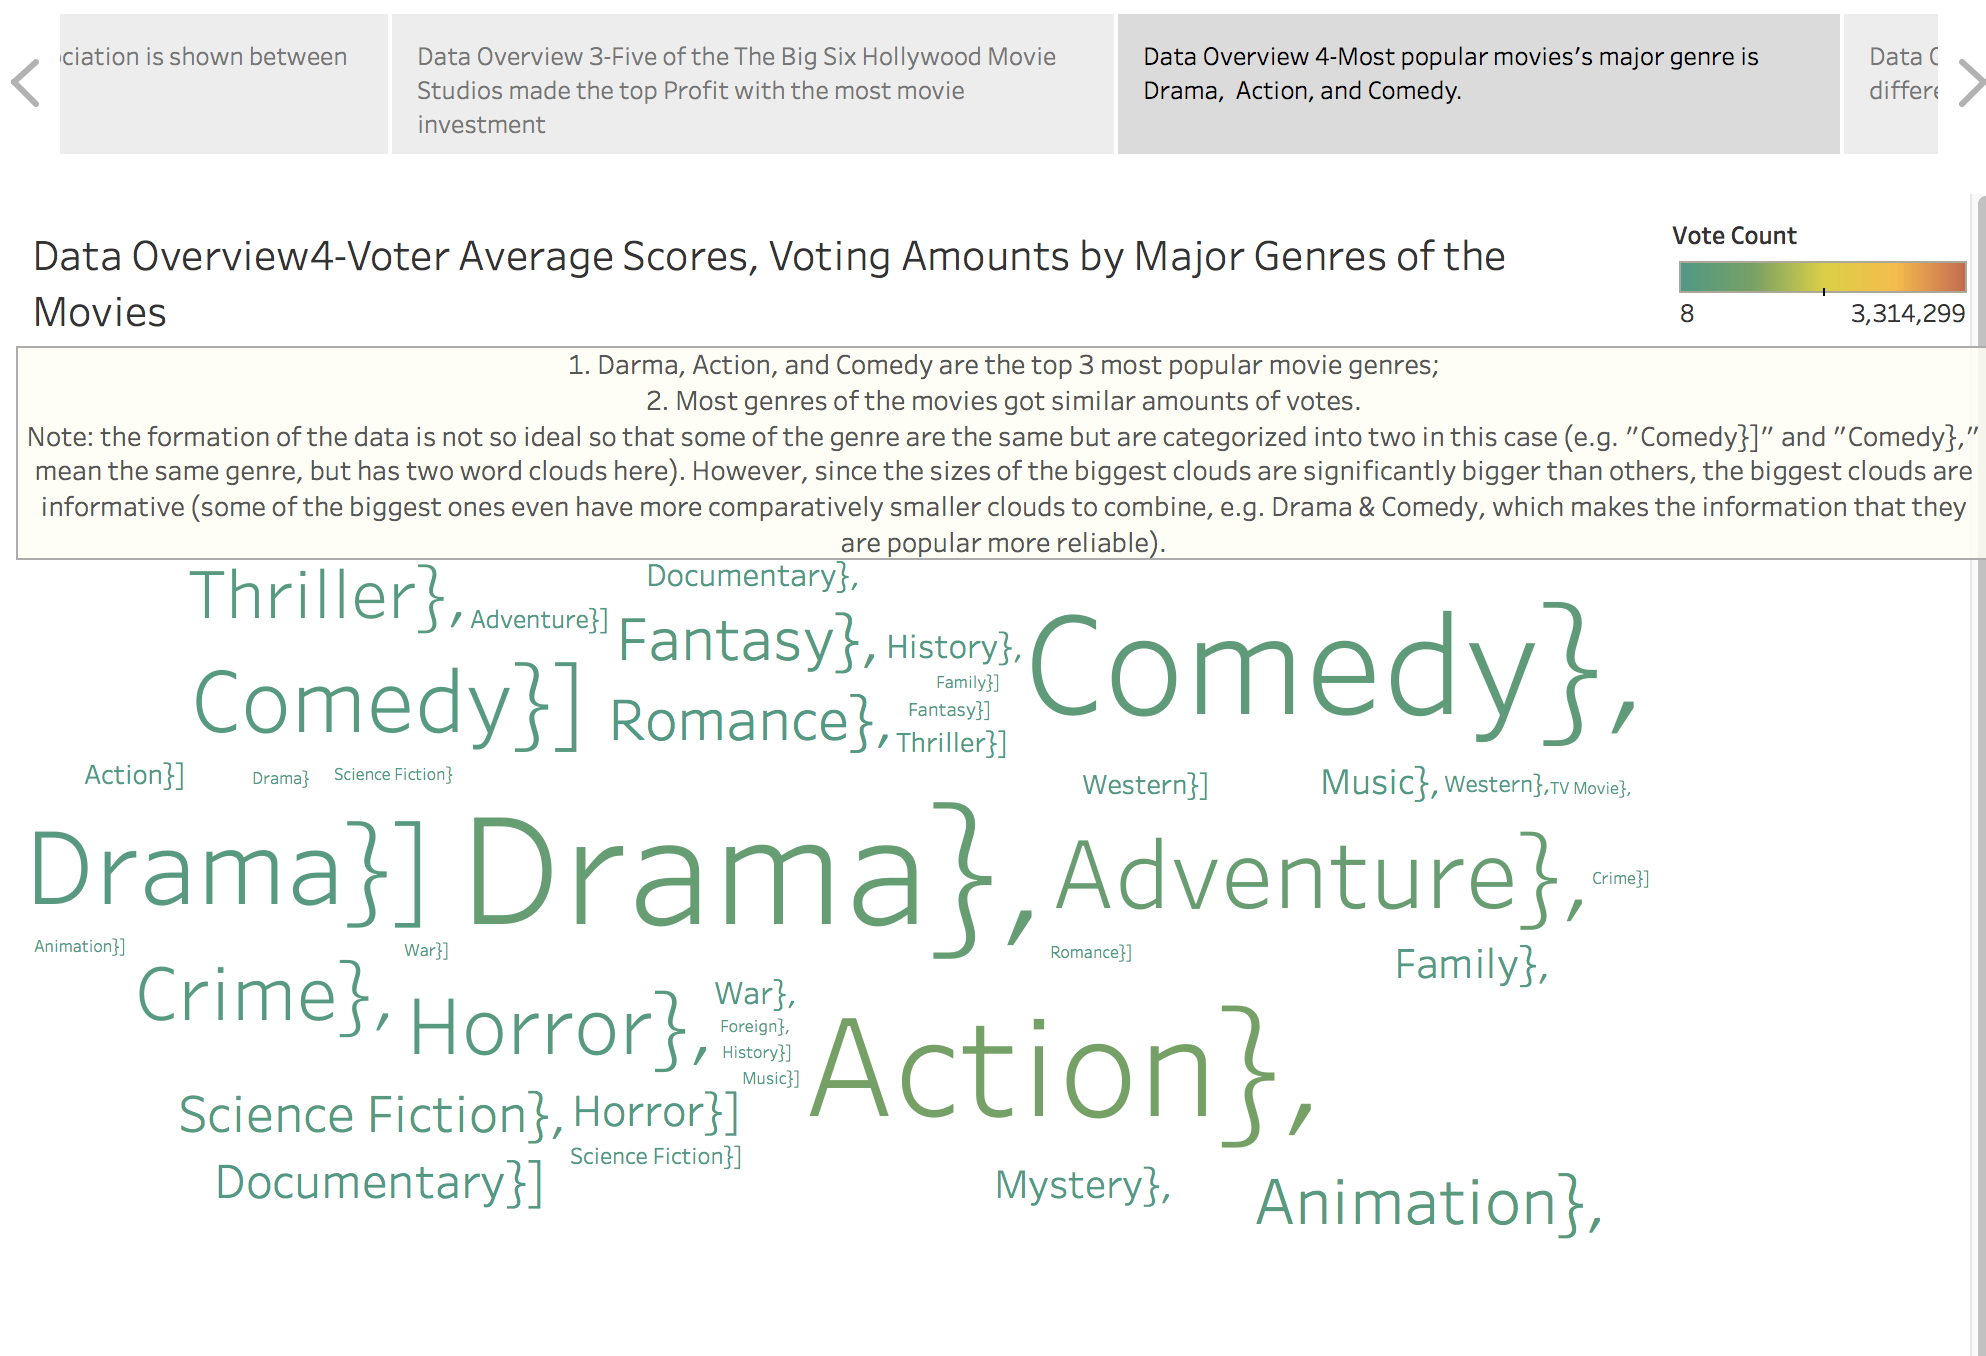 ciation is shown between
Data Overview 3-Five of the The Big Six Hollywood Movie
Studios made the top Profit with the most movie
investment
Data Overview 4-Most popular movies's major genre is
Drama,  Action, and Comedy.
Data
differe
Data Overview4-Voter Average Scores, Voting Amounts by Major Genres of the
Movies
Vote Count
8
3,314,299
1. Darma, Action, and Comedy are the top 3 most popular movie genres;
2. Most genres of the movies got similar amounts of votes.
Note: the formation of the data is not so ideal so that some of the genre are the same but are categorized into two in this case (e.g. "Comedy}]" and "Comedy},"
mean the same genre, but has two word clouds here). However, since the sizes of the biggest clouds are significantly bigger than others, the biggest clouds are
informative (some of the biggest ones even have more comparatively smaller clouds to combine, e.g. Drama & Comedy, which makes the information that they
are popular more reliable).
Thriller},
Adventure}]
Documentary},
Fantasy},
History},
Comedy},
Comedy}]
Romance},
Family}]
Fantasy}]
Thriller}]
Action}]
Drama}
Science Fiction}
Western}]
Music},
Western},
TV Movie},
Drama}]
Drama},
Adventure},
Crime}]
Animation}]
War}]
Romance}]
Family},
Crime},
Horror},
War},
Foreign},
History}]
Music}]
Action},
Science Fiction},
Horror}]
Science Fiction}]
Documentary}]
Mystery},
Animation},